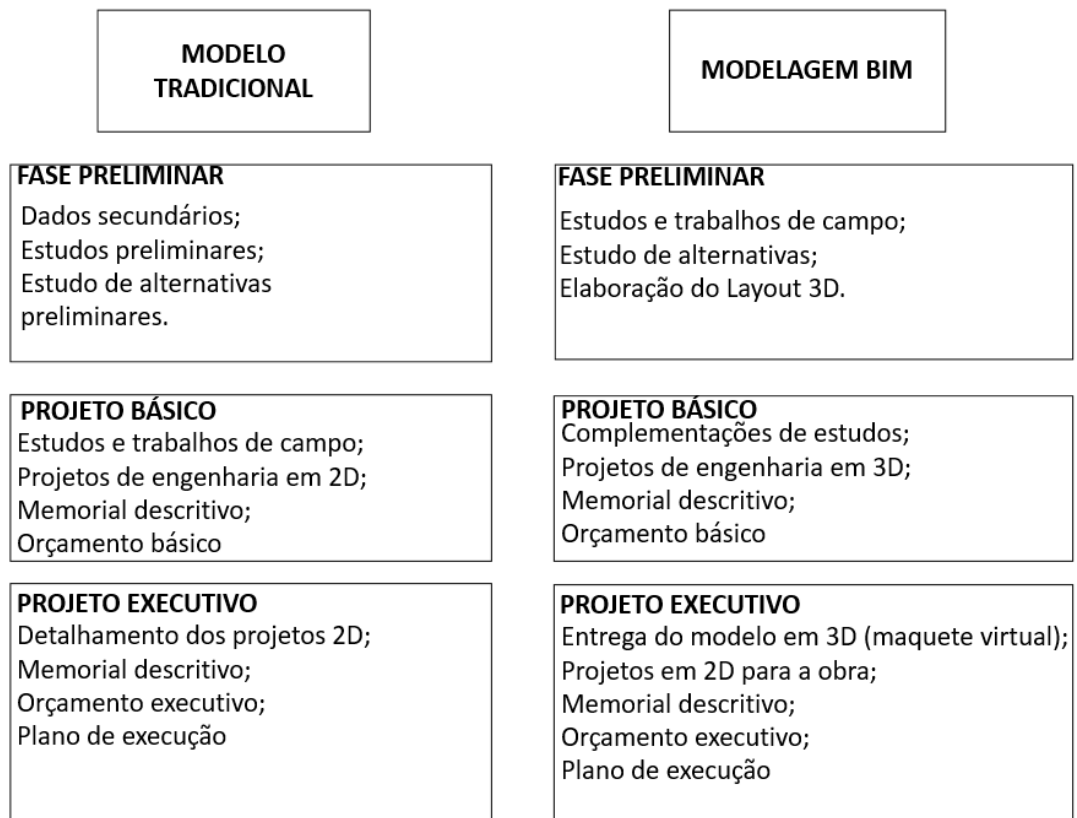 MODELO
TRADICIONAL
MODELAGEM BIM
FASE PRELIMINAR
Dados secundários;
Estudos preliminares;
Estudo de alternativas
preliminares.
FASE PRELIMINAR
Estudos e trabalhos de campo;
Estudo de alternativas;
Elaboração do Layout 3D.
PROJETO BÁSICO
Estudos e trabalhos de campo;
Projetos de engenharia em 2D;
Memorial descritivo;
Orçamento básico
PROJETO BÁSICO
Complementações de estudos;
Projetos de engenharia em 3D;
Memorial descritivo;
Orçamento básico
PROJETO EXECUTIVO
Detalhamento dos projetos 2D;
Memorial descritivo;
Orçamento executivo;
Plano de execução
PROJETO EXECUTIVO
Entrega do modelo em 3D (maquete virtual);
Projetos em 2D para a obra;
Memorial descritivo;
Orçamento executivo;
Plano de execução